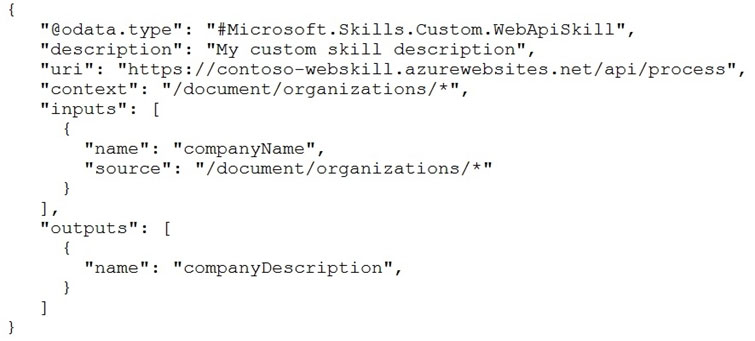 {
"@odata.type": "#Microsoft.Skills.Custom.WebApiSkill",
"description": "My custom skill description",
"uri": "https://contoso-webskill.azurewebsites.net/api/process",
"context": "/document/organizations/*",
"inputs": [
{
"name": "companyName",
"source": "/document/organizations/*"
}
],
"outputs": [
{
"name": "companyDescription",
}
]
}